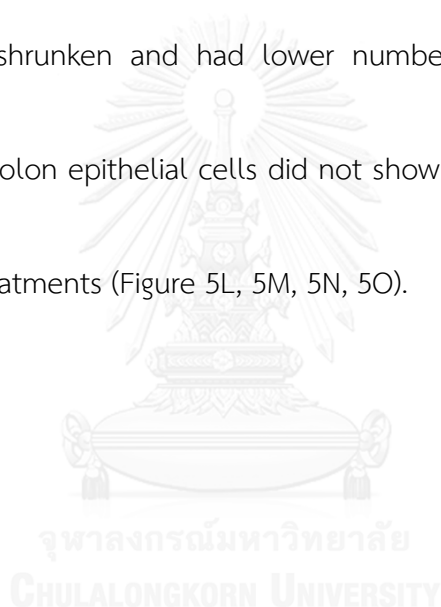 shrunken and had lower numbe
olon epithelial cells did not show
eatments (Figure 5L, 5M, 5N, 5O).
จุฬาลงกรณ์มหาวิทยาลัย
CHULALONGKORN UNIVERSITY